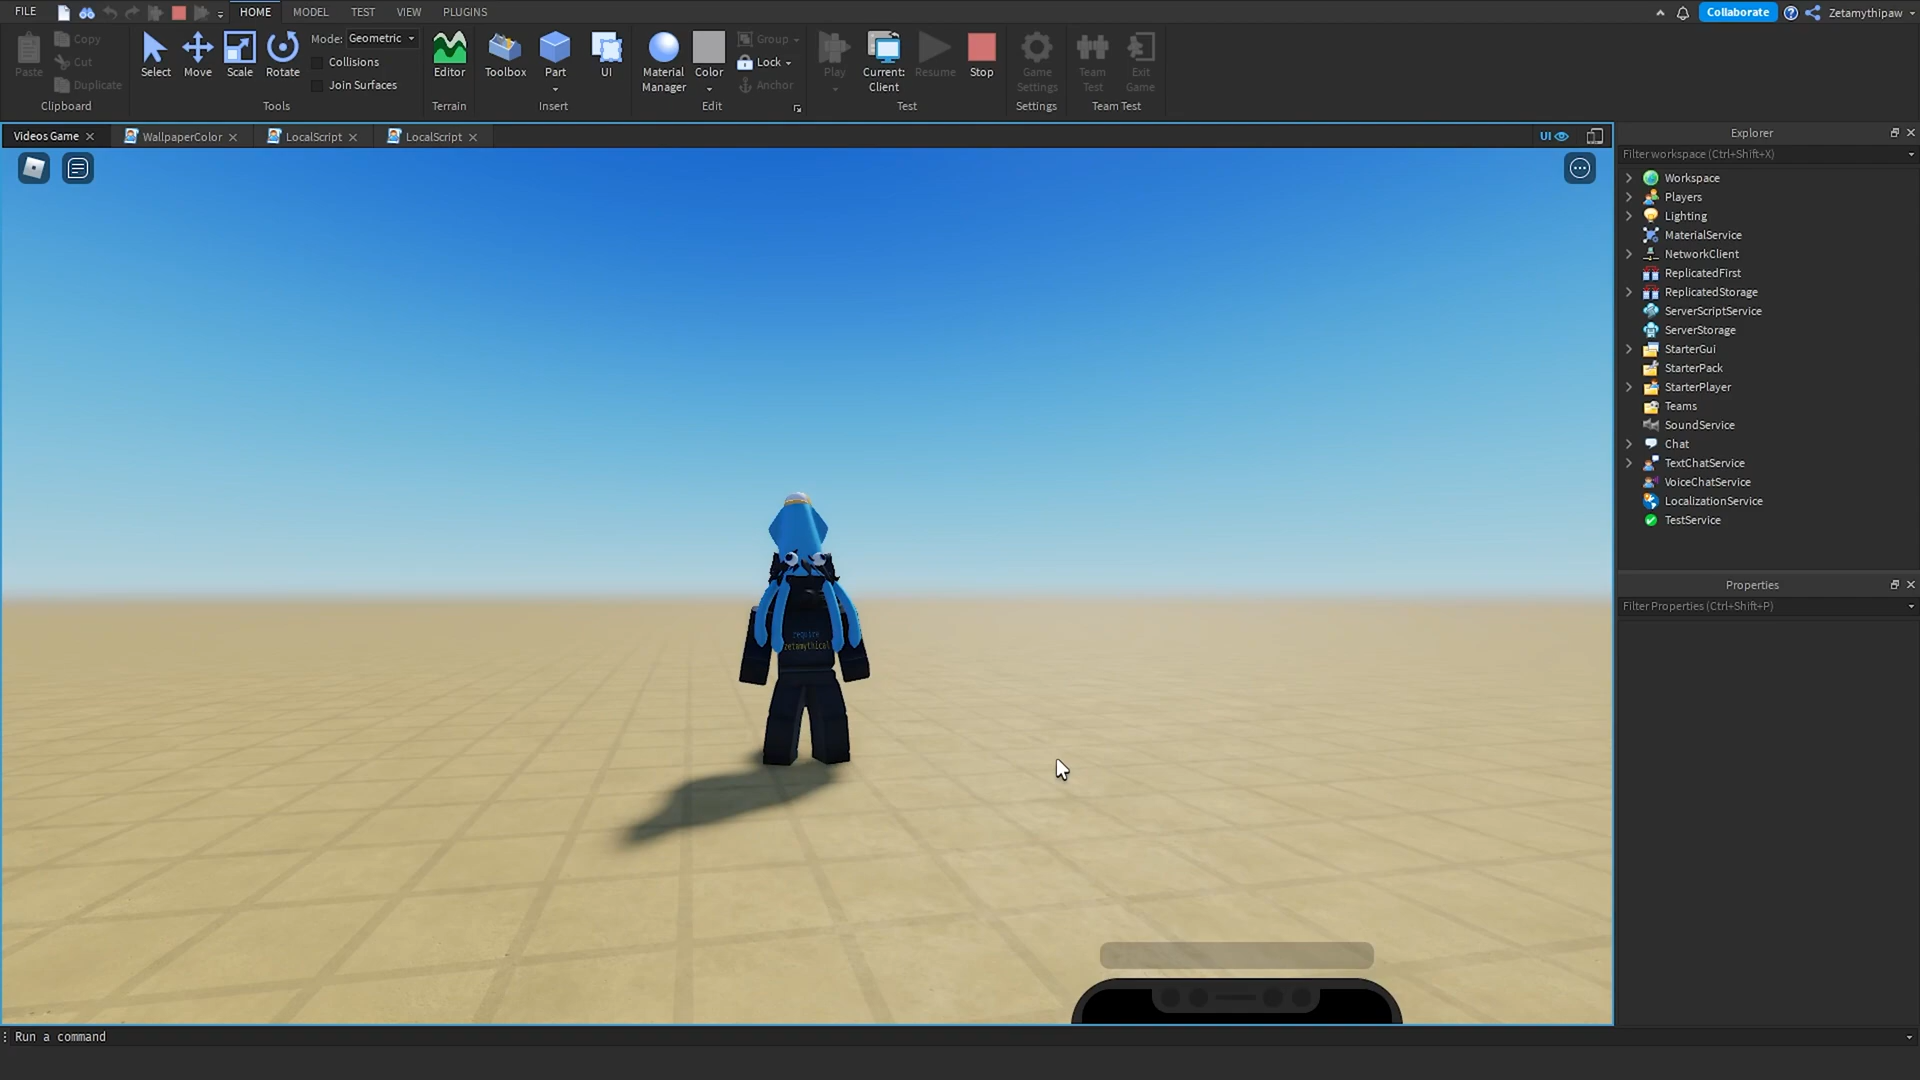 FILE
HOME
MODEL
TEST
VIEW
PLUGINS
Collaborate
Zetamythipaw
Paste
Copy
Cut
Duplicate
Clipboard
Select
Move
Scale
Rotate
Mode: Geometric
Collisions
Join Surfaces
Tools
Editor
Terrain
Toolbox
Part
UI
Insert
Material
Manager
Color
Group
Lock
Anchor
Edit
Play
Current:
Client
Resume
Stop
Test
Game
Settings
Settings
Team
Test
Exit
Game
Team Test
Videos Game
WallpaperColor
LocalScript
LocalScript
UI
Explorer
Filter workspace (Ctrl+Shift+X)
Workspace
Players
Lighting
MaterialService
NetworkClient
ReplicatedFirst
ReplicatedStorage
ServerScriptService
ServerStorage
StarterGui
StarterPack
StarterPlayer
Teams
SoundService
Chat
TextChatService
VoiceChatService
LocalizationService
TestService
Properties
Filter Properties (Ctrl+Shift+P)
require
zetamythical
Run a command